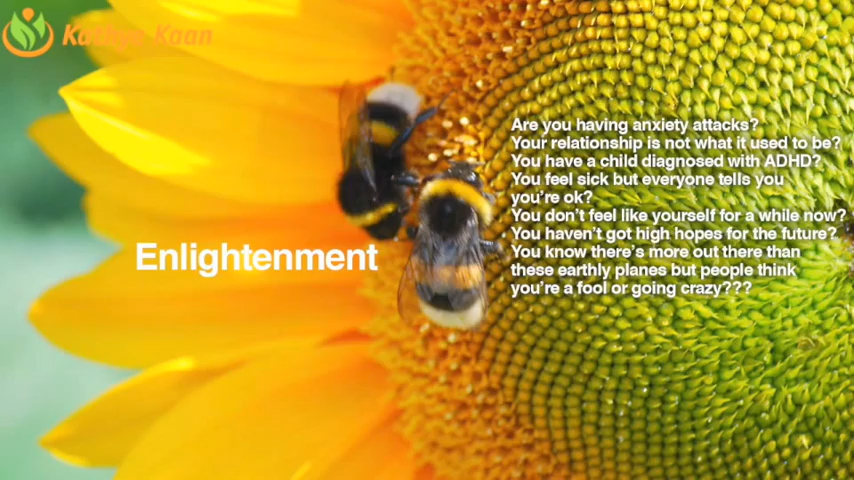 Kathye Kaan
Are you having anxiety attacks?
Your relationship is not what it used to be?
You have a child diagnosed with ADHD?
You feel sick but everyone tells you
you're ok?
You don't feel like yourself for a while now?
You haven't got high hopes for the future?
You know there's more out there than
these earthly planes but people think
you're a fool or going crazy???
Enlightenment